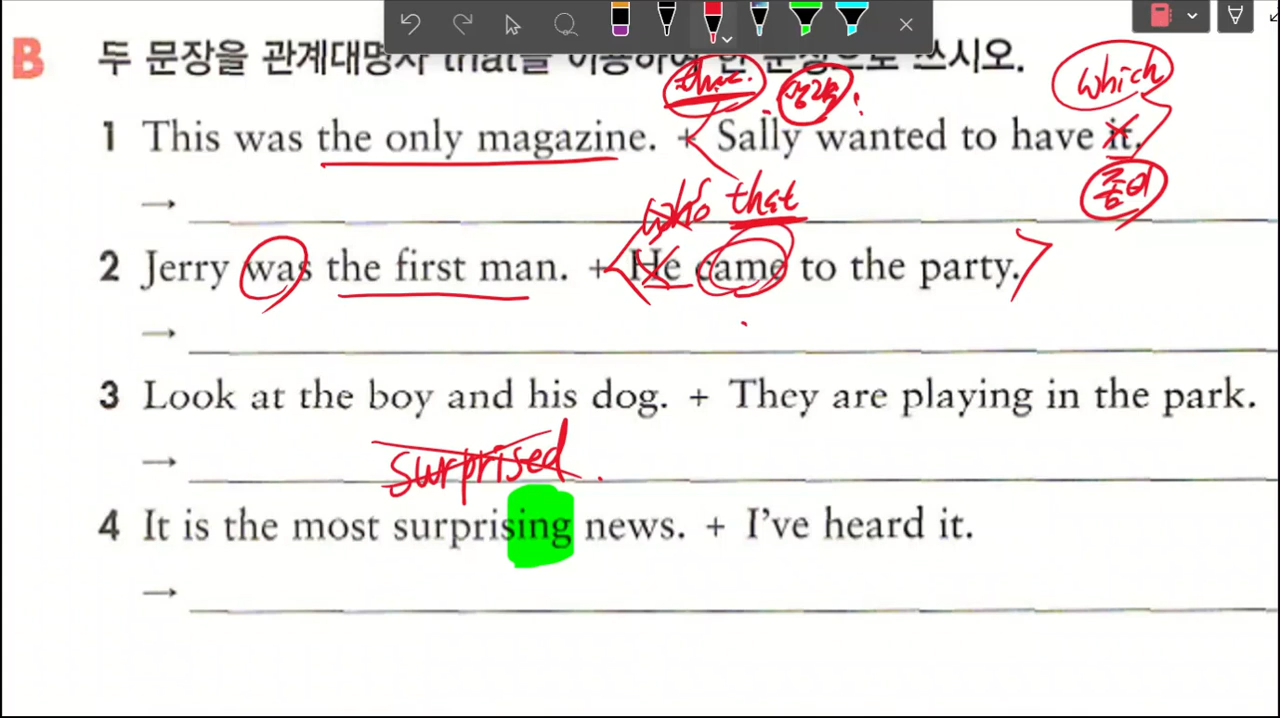 B 두 문장을 관계대명사 that을 이용하여 한 문장으로 쓰시오.
that. 생략. which
1 This was the only magazine. + Sally wanted to have it.
→
who that
2 Jerry was the first man. + He came to the party.
→
3 Look at the boy and his dog. + They are playing in the park.
→
surprised.
4 It is the most surprising news. + I've heard it.
→